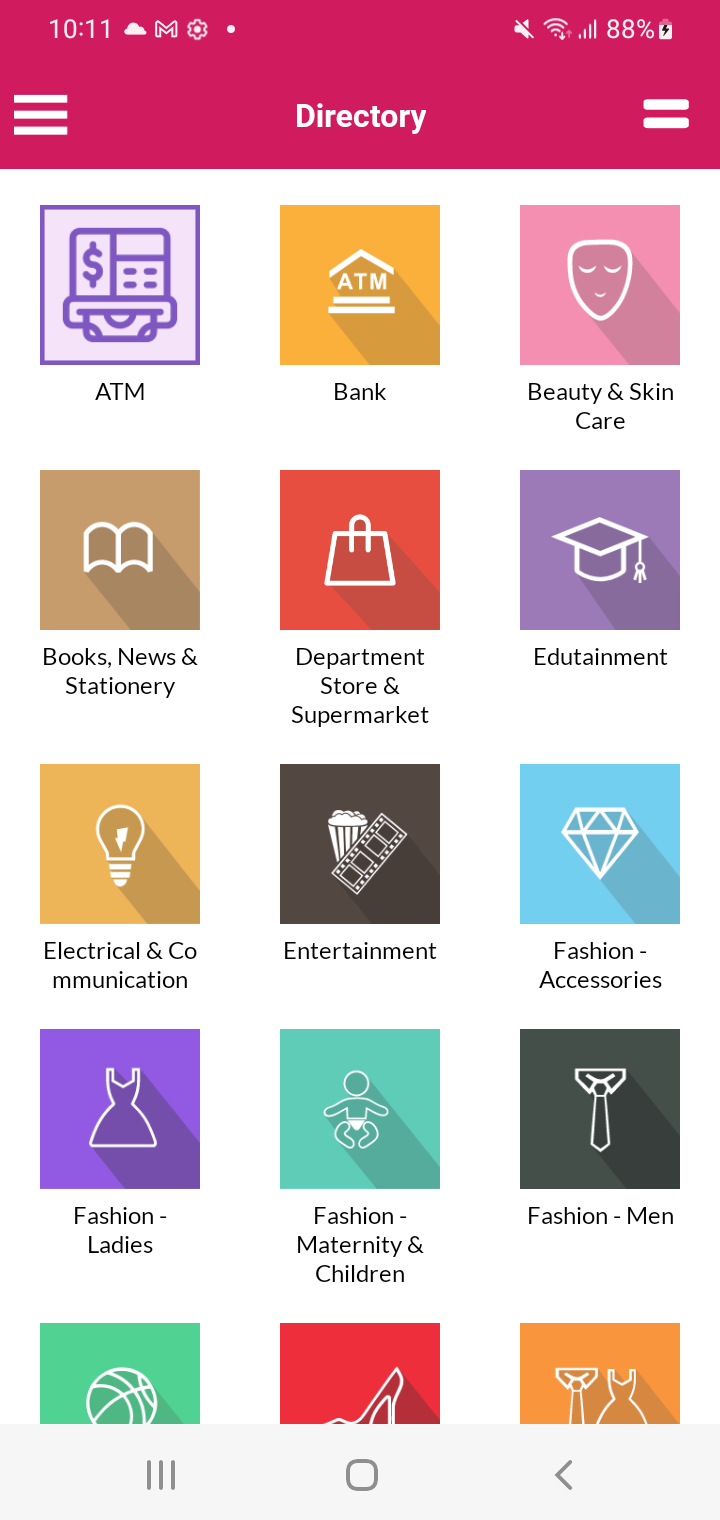 10:11
88%
Directory
$
ATM
ATM
Bank
Beauty & Skin
Care
Books, News &
Stationery
Department
Store &
Supermarket
Edutainment
Electrical & Co
mmunication
Entertainment
Fashion -
Accessories
Fashion -
Ladies
Fashion -
Maternity &
Children
Fashion - Men